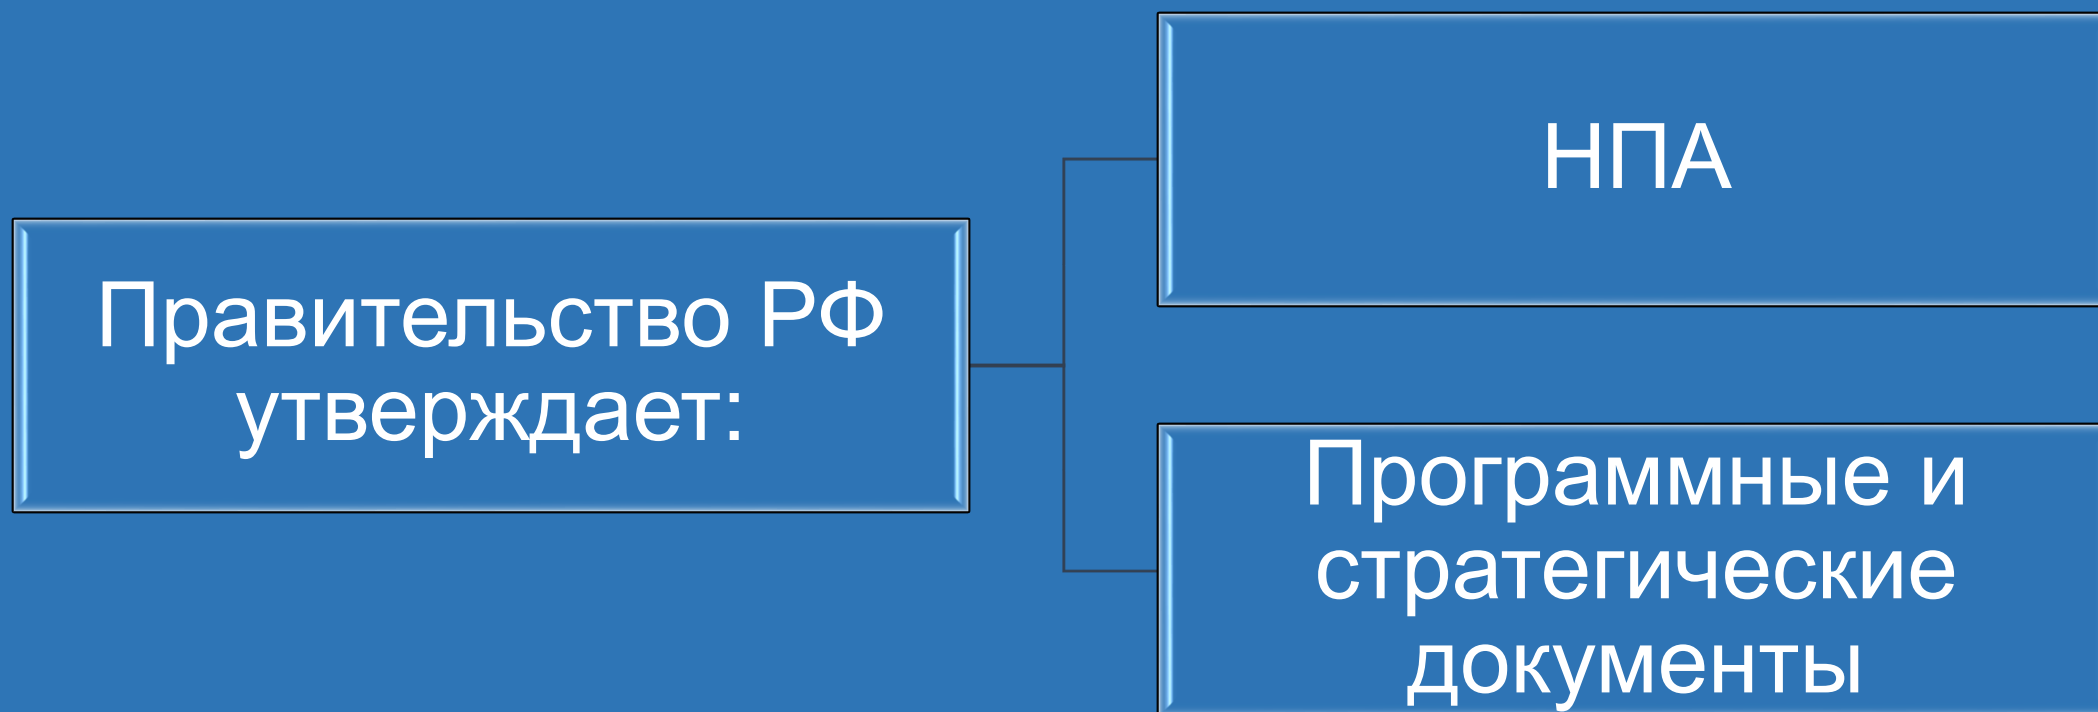 Правительство РФ
утверждает:
НПА
Программные и
стратегические
документы